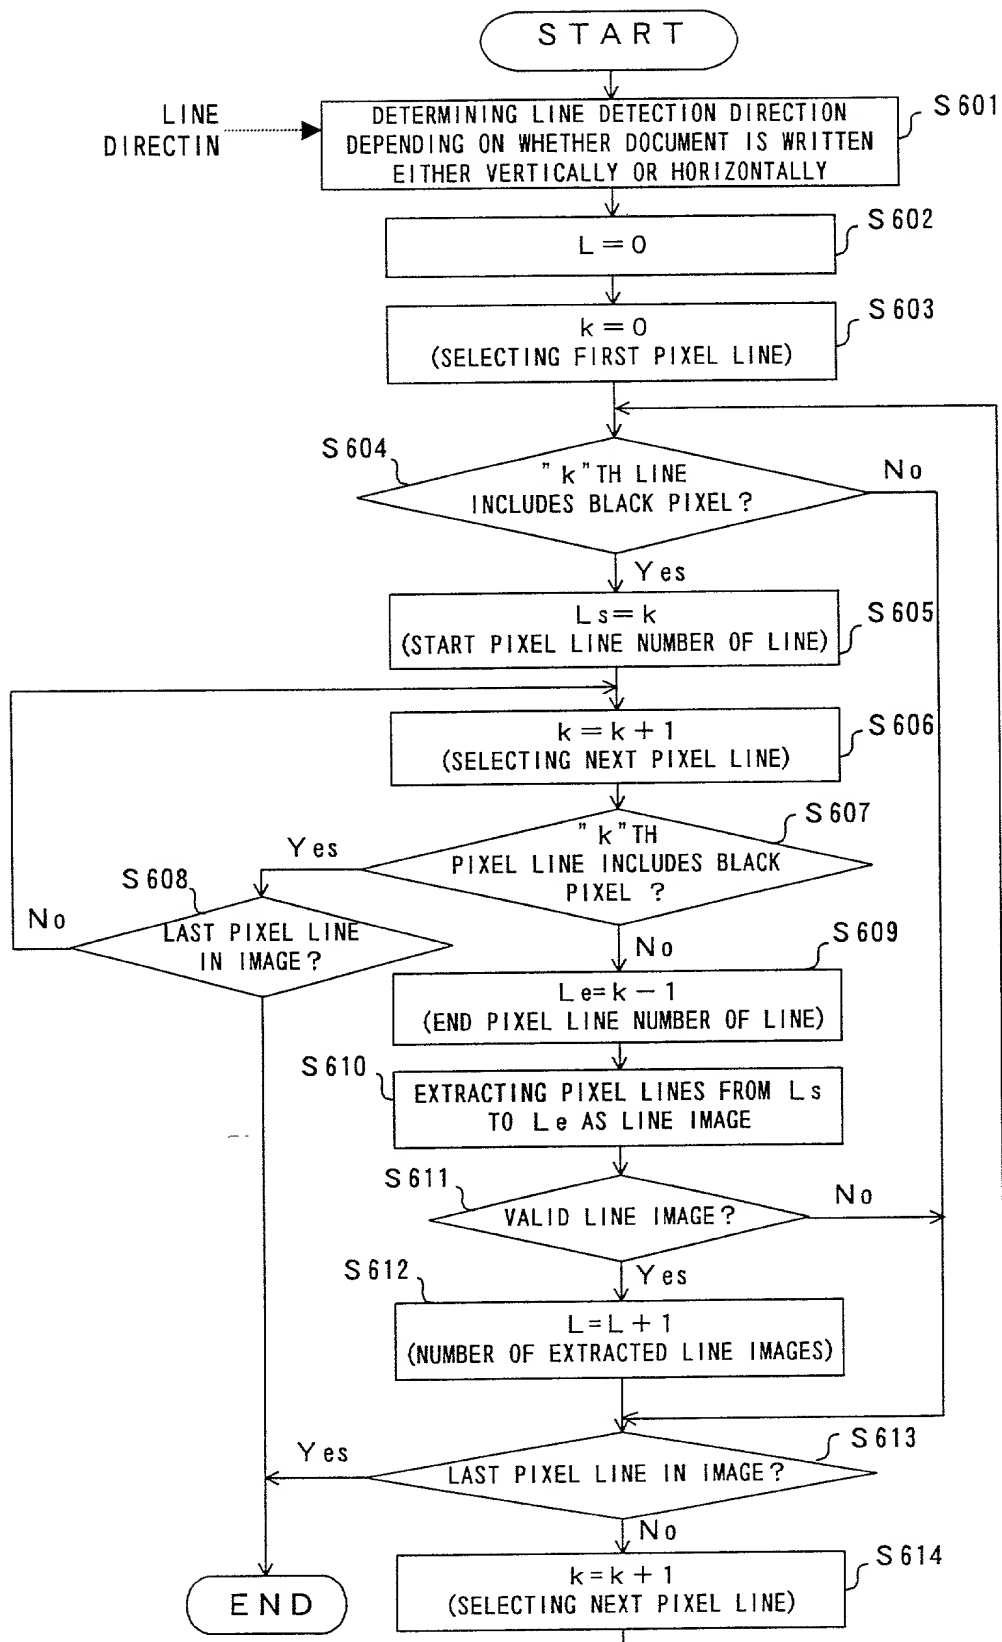 START
LINE
DIRECTIN
DETERMINING LINE DETECTION DIRECTION
DEPENDING ON WHETHER DOCUMENT IS WRITTEN
EITHER VERTICALLY OR HORIZONTALLY
S601
L=0
S602
k=0
(SELECTING FIRST PIXEL LINE)
S603
S604
"k"TH LINE
INCLUDES BLACK PIXEL?
No
Yes
Ls=k
(START PIXEL LINE NUMBER OF LINE)
S605
k=k+1
(SELECTING NEXT PIXEL LINE)
S606
"k"TH
PIXEL LINE INCLUDES BLACK
PIXEL ?
S607
Yes
S608
No
LAST PIXEL LINE
IN IMAGE?
No
S609
Le=k-1
(END PIXEL LINE NUMBER OF LINE)
S610
EXTRACTING PIXEL LINES FROM Ls
TO Le AS LINE IMAGE
S611
VALID LINE IMAGE?
No
Yes
S612
L=L+1
(NUMBER OF EXTRACTED LINE IMAGES)
S613
Yes
LAST PIXEL LINE IN IMAGE?
No
S614
k=k+1
(SELECTING NEXT PIXEL LINE)
END